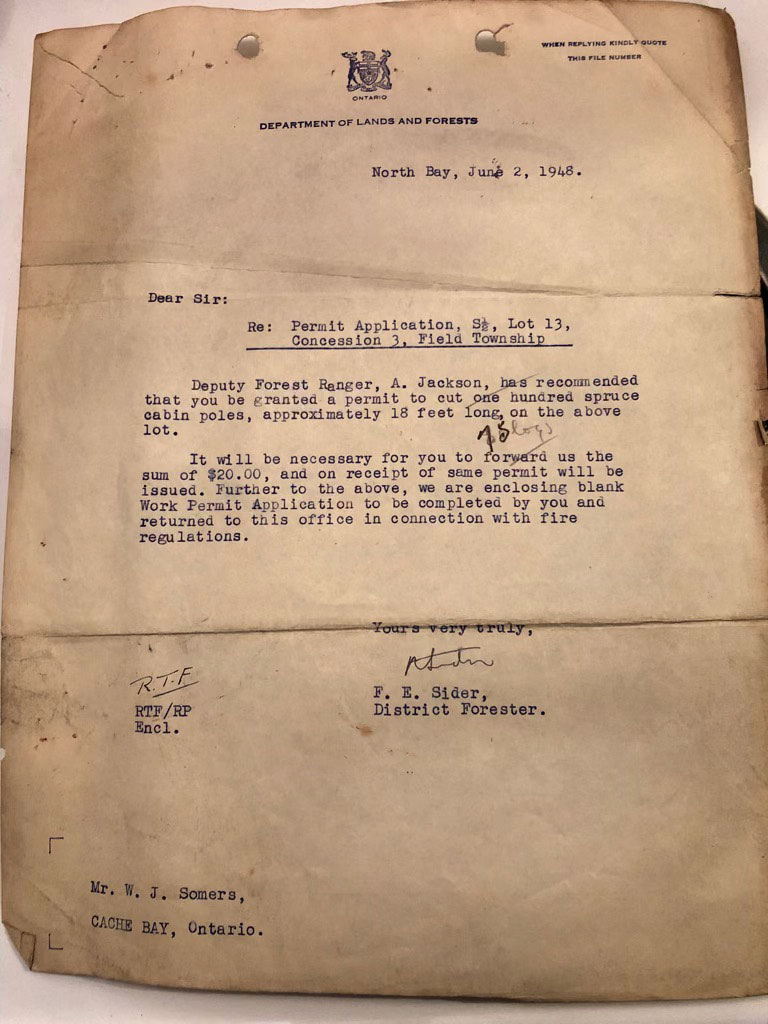 WHEN REPLYING KINDLY QUOTE
THIS FILE NUMBER
ONTARIO
DEPARTMENT OF LANDS AND FORESTS
North Bay, June 2, 1948.
Dear Sir:
Re: Permit Application, S½, Lot 13,
Concession 3, Field Township
Deputy Forest Ranger, A. Jackson, has recommended
that you be granted a permit to cut one hundred spruce
cabin poles, approximately 18 feet long, on the above
lot.
75 logs
It will be necessary for you to forward us the
sum of $20.00, and on receipt of same permit will be
issued. Further to the above, we are enclosing blank
Work Permit Application to be completed by you and
returned to this office in connection with fire
regulations.
Yours very truly,
R.T.F.
F. E. Sider,
RTF/RP
District Forester.
Encl.
Mr. W. J. Somers,
CACHE BAY, Ontario.